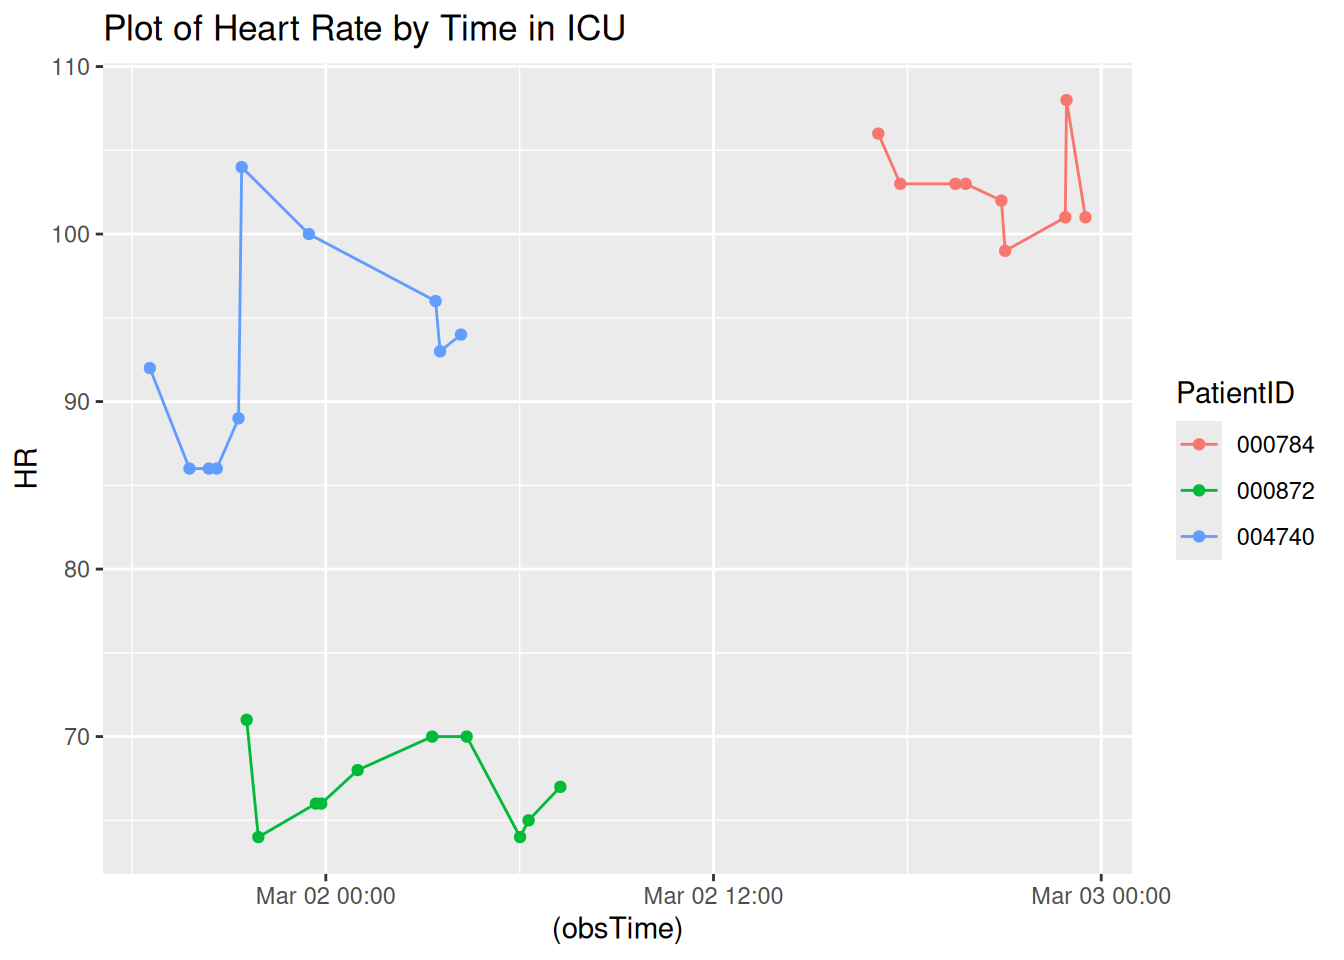 Plot of Heart Rate by Time in ICU
110
100
90
80
70
HR
Mar 02 00:00
Mar 02 12:00
Mar 03 00:00
(obsTime)
PatientID
000784
000872
004740